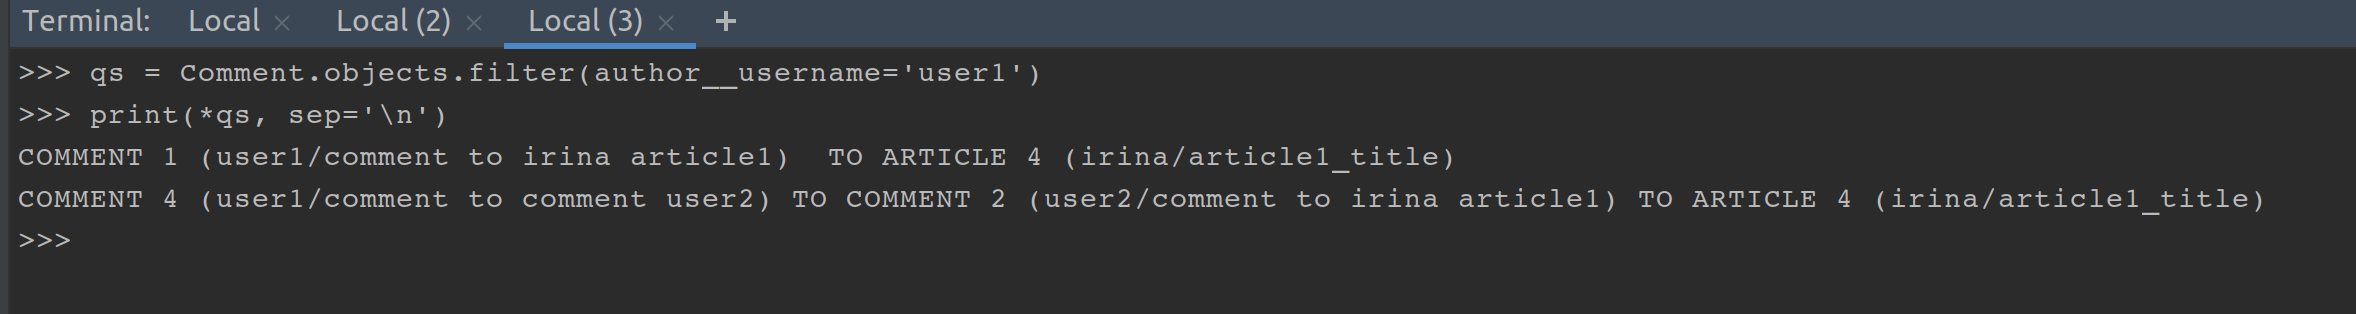 Terminal: Local × Local (2) × Local (3) × +
>>> qs = Comment.objects.filter(author__username='user1')
>>> print(*qs, sep='\n')
COMMENT 1 (user1/comment to irina article1)  TO ARTICLE 4 (irina/article1_title)
COMMENT 4 (user1/comment to comment user2) TO COMMENT 2 (user2/comment to irina article1) TO ARTICLE 4 (irina/article1_title)
>>>